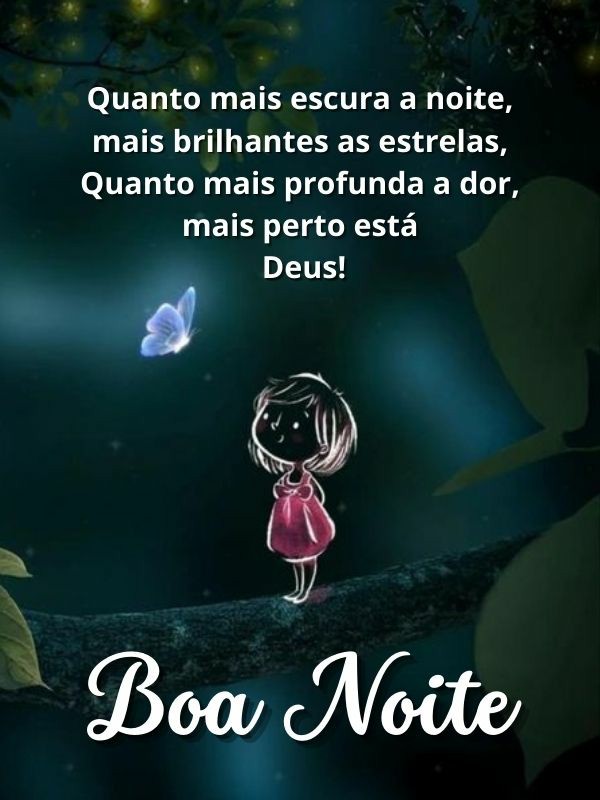 Quanto mais escura a noite,
mais brilhantes as estrelas,
Quanto mais profunda a dor,
mais perto está
Deus!
Boa Noite